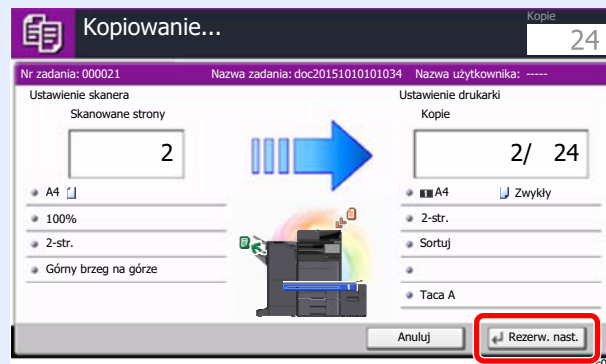 Kopiowanie...
Kopie
24
Nr zadania: 000021 Nazwa zadania: doc20151010101034 Nazwa użytkownika: -----
Ustawienie skanera Ustawienie drukarki
Skanowane strony Kopie
2 2/ 24
A4 1 A4 Zwykły
100% 2-str.
2-str. Sortuj
Górny brzeg na górze
Taca A
Anuluj Rezerw. nast.